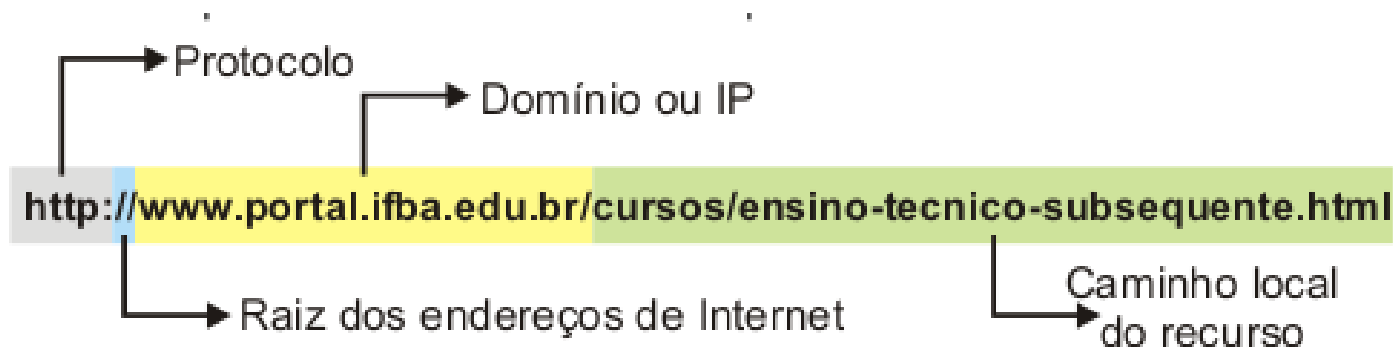 Protocolo
Domínio ou IP
http://www.portal.ifba.edu.br/cursos/ensino-tecnico-subsequente.html
Raiz dos endereços de Internet
Caminho local
do recurso